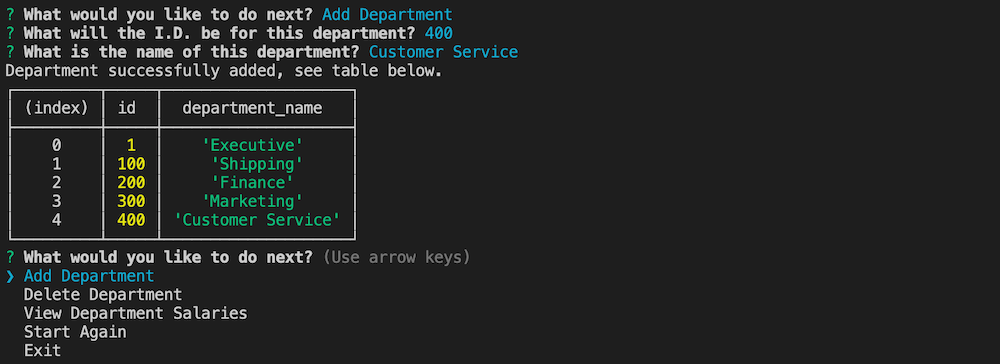 ? What would you like to do next? Add Department
? What will the I.D. be for this department? 400
? What is the name of this department? Customer Service
Department successfully added, see table below.
(index) id department_name
0 1 'Executive'
1 100 'Shipping'
2 200 'Finance'
3 300 'Marketing'
4 400 'Customer Service'
? What would you like to do next? (Use arrow keys)
❯ Add Department
Delete Department
View Department Salaries
Start Again
Exit